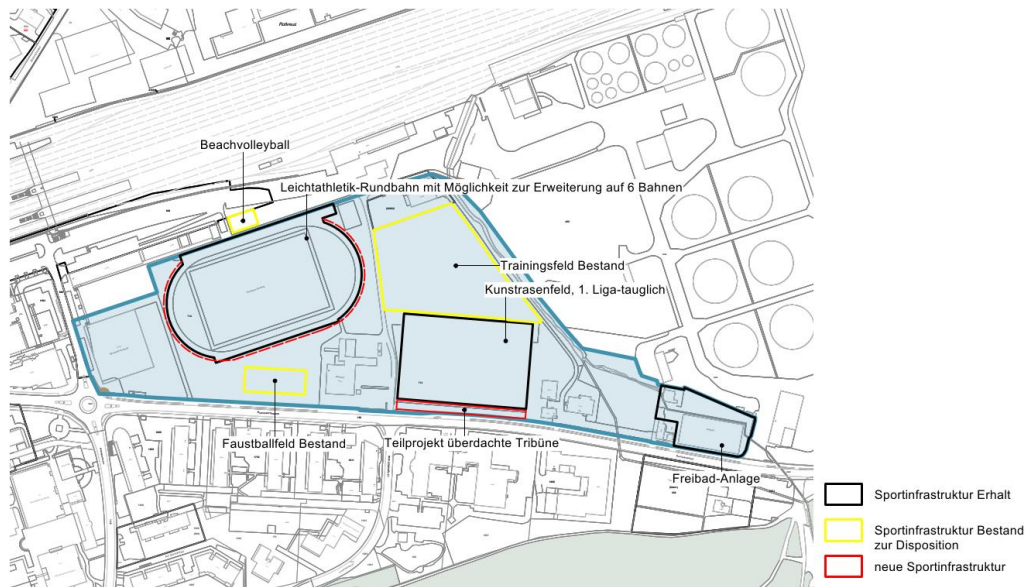 Beachvolleyball
Leichtathletik-Rundbahn mit Möglichkeit zur Erweiterung auf 6 Bahnen
Trainingsfeld Bestand
Kunstrasenfeld, 1. Liga-tauglich
Faustballfeld Bestand
Teilprojekt überdachte Tribüne
Freibad-Anlage
Sportinfrastruktur Erhalt
Sportinfrastruktur Bestand
zur Disposition
neue Sportinfrastruktur